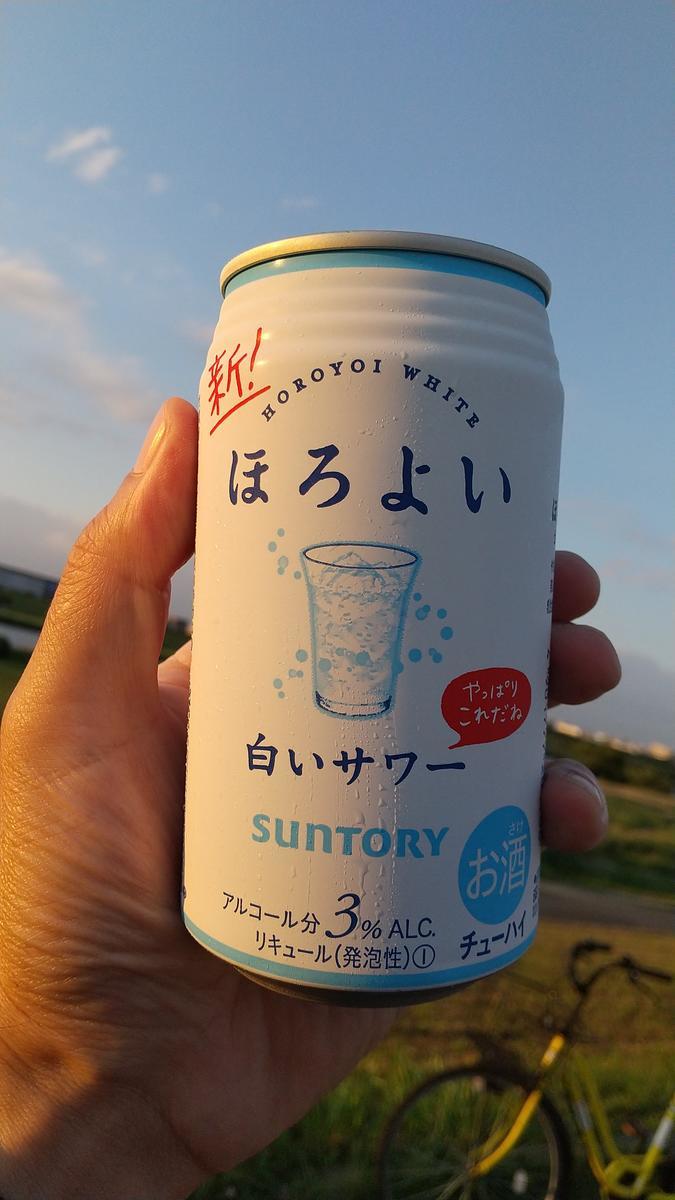 新!
HOROYOI WHITE
ほろよい
やっぱり
これだね
白いサワー
SUNTORY
さけ
お酒
アルコール分3%ALC.
リキュール(発泡性)①
チューハイ